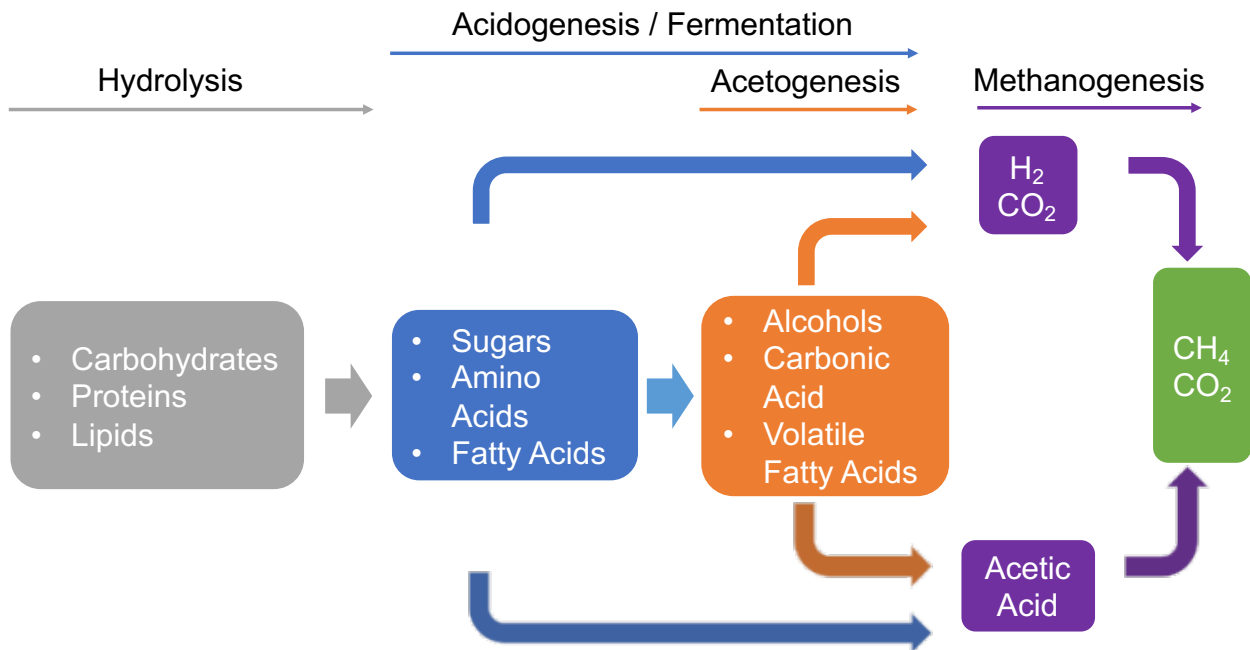 Acidogenesis / Fermentation
Hydrolysis
Acetogenesis
Methanogenesis
H₂
CO₂
• Carbohydrates
• Proteins
• Lipids
• Sugars
• Amino
Acids
• Fatty Acids
• Alcohols
• Carbonic
Acid
• Volatile
Fatty Acids
CH₄
CO₂
Acetic
Acid